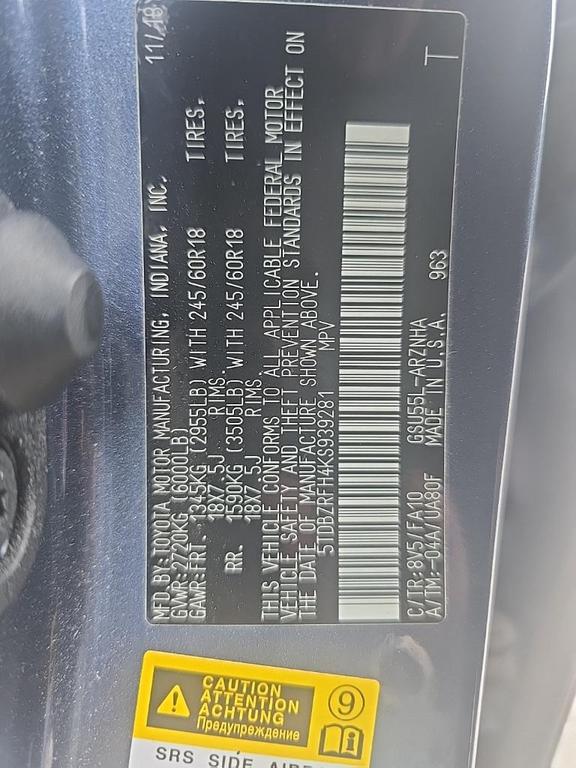 MFD.BY:TOYOTA MOTOR MANUFACTURING, INDIANA, INC. 11/18
GVWR:2720KG (6000LB)
GAWR:FRT. 1345KG (2955LB) WITH 245/60R18 TIRES,
18X7.5J RIMS.
RR. 1590KG (3505LB) WITH 245/60R18 TIRES,
18X7.5J RIMS.
THIS VEHICLE CONFORMS TO ALL APPLICABLE FEDERAL MOTOR
VEHICLE SAFETY AND THEFT PREVENTION STANDARDS IN EFFECT ON
THE DATE OF MANUFACTURE SHOWN ABOVE.
5TDBZRFH4KS939281 MPV
C/TR:8V5/FA10 GSU55L-ARZNHA
A/TM:-04A/UA80F MADE IN U.S.A. 963 T
CAUTION
ATTENTION
ACHTUNG
Предупреждение
9
SRS SIDE